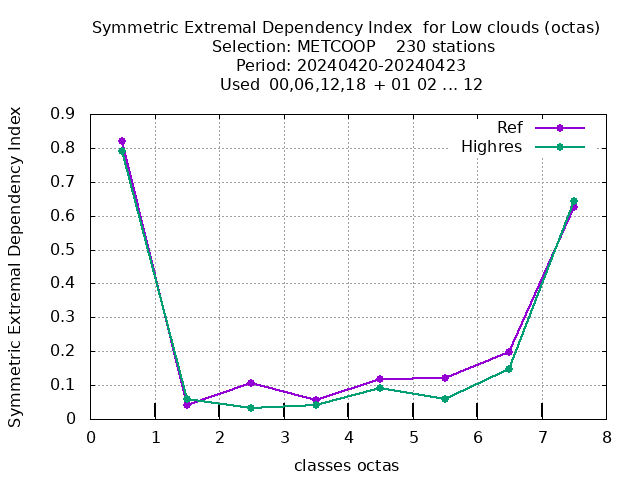 Symmetric Extremal Dependency Index  for Low clouds (octas)
Selection: METCOOP    230 stations
Period: 20240420-20240423
Used  00,06,12,18  + 01 02 ... 12
Symmetric Extremal Dependency Index
0.9
0.8
0.7
0.6
0.5
0.4
0.3
0.2
0.1
0
Ref
Highres
0 1 2 3 4 5 6 7 8
classes octas